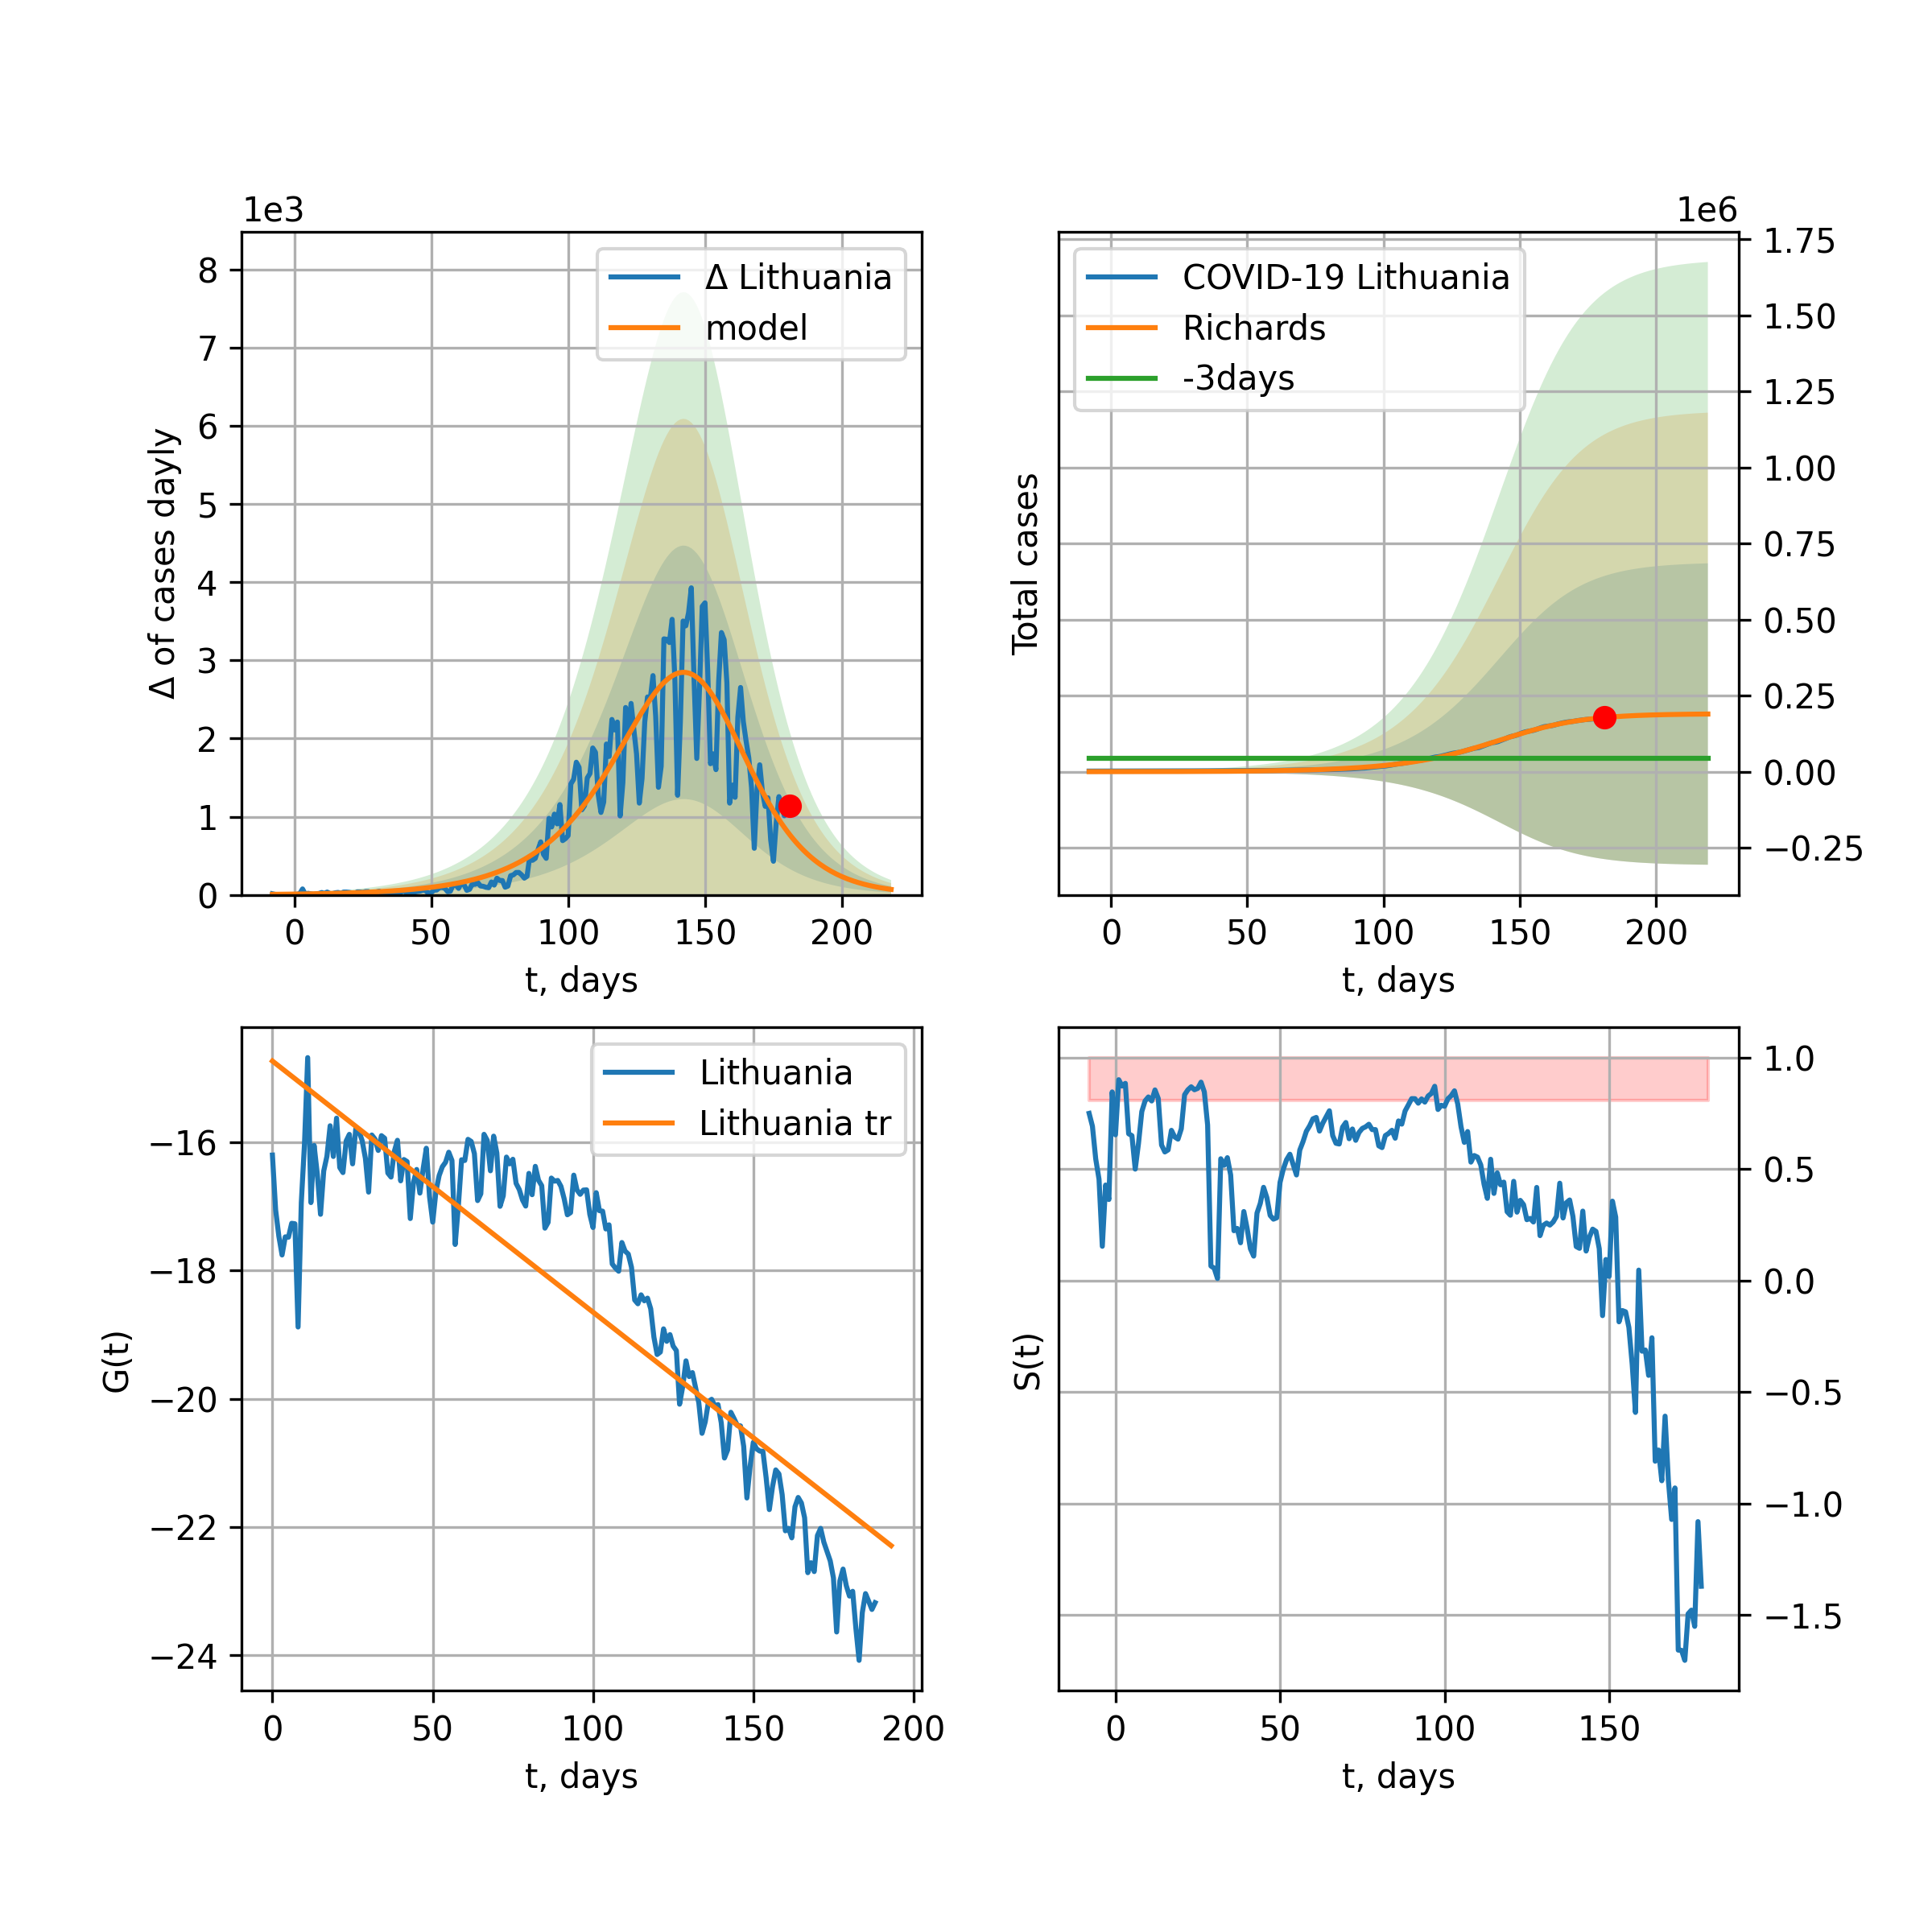 1e3
Δ of cases dayly
8
7
6
5
4
3
2
1
0
0 50 100 150 200
t, days
Δ Lithuania
model
1e6
Total cases
1.75
1.50
1.25
1.00
0.75
0.50
0.25
0.00
−0.25
0 50 100 150 200
t, days
COVID-19 Lithuania
Richards
-3days
G(t)
−16
−18
−20
−22
−24
0 50 100 150 200
t, days
Lithuania
Lithuania tr
S(t)
1.0
0.5
0.0
−0.5
−1.0
−1.5
0 50 100 150
t, days